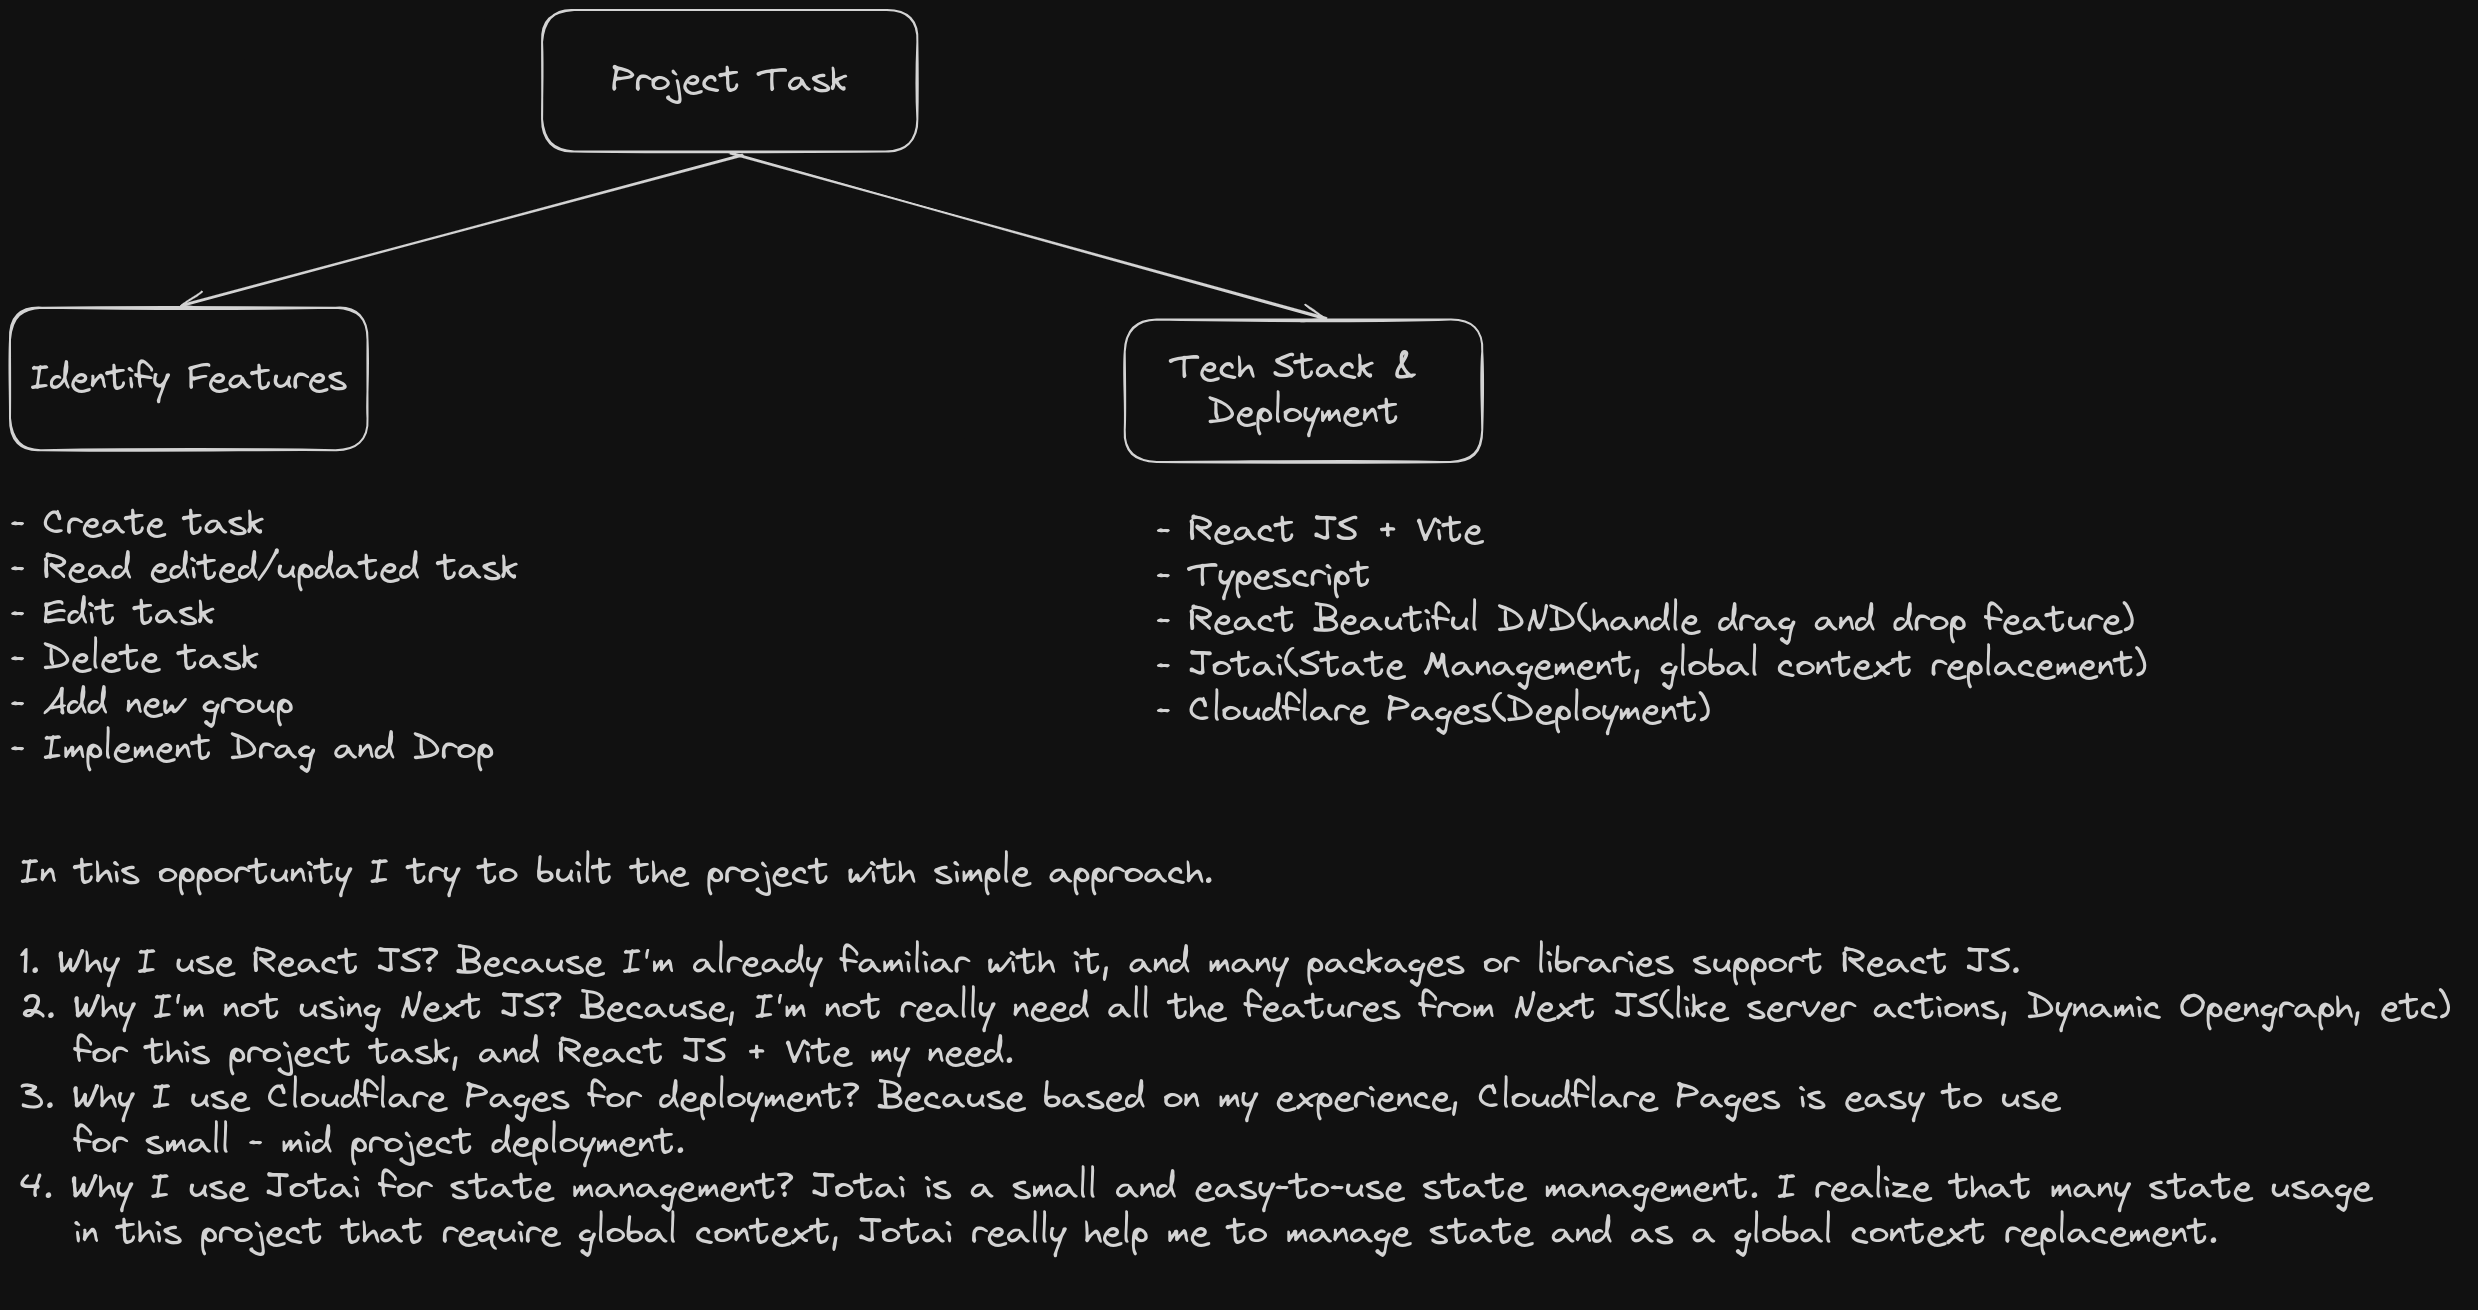 Project Task
Identify Features
Tech Stack &
Deployment
- Create task
- Read edited/updated task
- Edit task
- Delete task
- Add new group
- Implement Drag and Drop
- React JS + Vite
- Typescript
- React Beautiful DND(handle drag and drop feature)
- Jotai(State Management, global context replacement)
- Cloudflare Pages(Deployment)
In this opportunity I try to built the project with simple approach.
1. Why I use React JS? Because I'm already familiar with it, and many packages or libraries support React JS.
2. Why I'm not using Next JS? Because, I'm not really need all the features from Next JS(like server actions, Dynamic Opengraph, etc)
for this project task, and React JS + Vite my need.
3. Why I use Cloudflare Pages for deployment? Because based on my experience, Cloudflare Pages is easy to use
for small - mid project deployment.
4. Why I use Jotai for state management? Jotai is a small and easy-to-use state management. I realize that many state usage
in this project that require global context, Jotai really help me to manage state and as a global context replacement.